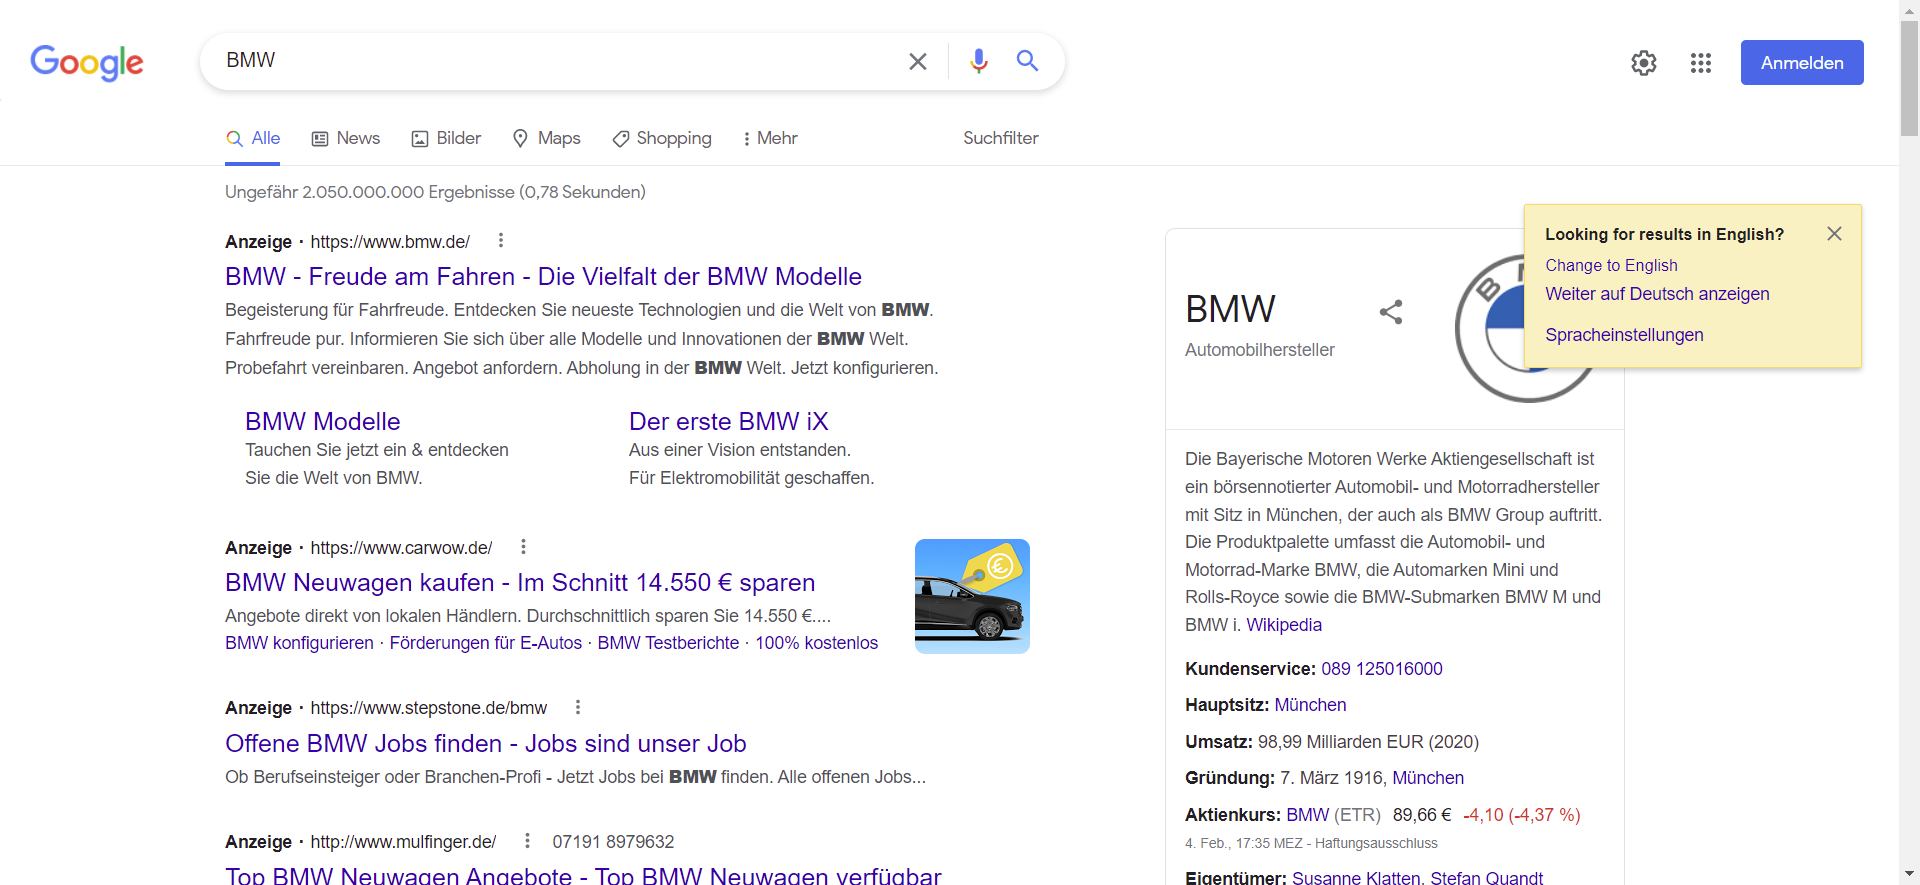 Google
BMW
Anmelden
Alle
News
Bilder
Maps
Shopping
Mehr
Suchfilter
Ungefähr 2.050.000.000 Ergebnisse (0,78 Sekunden)
Anzeige · https://www.bmw.de/
BMW - Freude am Fahren - Die Vielfalt der BMW Modelle
Begeisterung für Fahrfreude. Entdecken Sie neueste Technologien und die Welt von BMW.
Fahrfreude pur. Informieren Sie sich über alle Modelle und Innovationen der BMW Welt.
Probefahrt vereinbaren. Angebot anfordern. Abholung in der BMW Welt. Jetzt konfigurieren.
BMW Modelle
Tauchen Sie jetzt ein & entdecken
Sie die Welt von BMW.
Der erste BMW iX
Aus einer Vision entstanden.
Für Elektromobilität geschaffen.
Anzeige · https://www.carwow.de/
BMW Neuwagen kaufen - Im Schnitt 14.550 € sparen
Angebote direkt von lokalen Händlern. Durchschnittlich sparen Sie 14.550 €....
BMW konfigurieren · Förderungen für E-Autos · BMW Testberichte · 100% kostenlos
€
Anzeige · https://www.stepstone.de/bmw
Offene BMW Jobs finden - Jobs sind unser Job
Ob Berufseinsteiger oder Branchen-Profi - Jetzt Jobs bei BMW finden. Alle offenen Jobs...
Anzeige · http://www.mulfinger.de/ 07191 8979632
Top BMW Neuwagen Angebote - Top BMW Neuwagen verfügbar
Looking for results in English?
Change to English
Weiter auf Deutsch anzeigen
Spracheinstellungen
BMW
Automobilhersteller
B
Die Bayerische Motoren Werke Aktiengesellschaft ist
ein börsennotierter Automobil- und Motorradhersteller
mit Sitz in München, der auch als BMW Group auftritt.
Die Produktpalette umfasst die Automobil- und
Motorrad-Marke BMW, die Automarken Mini und
Rolls-Royce sowie die BMW-Submarken BMW M und
BMW i. Wikipedia
Kundenservice: 089 125016000
Hauptsitz: München
Umsatz: 98,99 Milliarden EUR (2020)
Gründung: 7. März 1916, München
Aktienkurs: BMW (ETR) 89,66 € -4,10 (-4,37 %)
4. Feb., 17:35 MEZ - Haftungsausschluss
Eigentümer: Susanne Klatten, Stefan Quandt